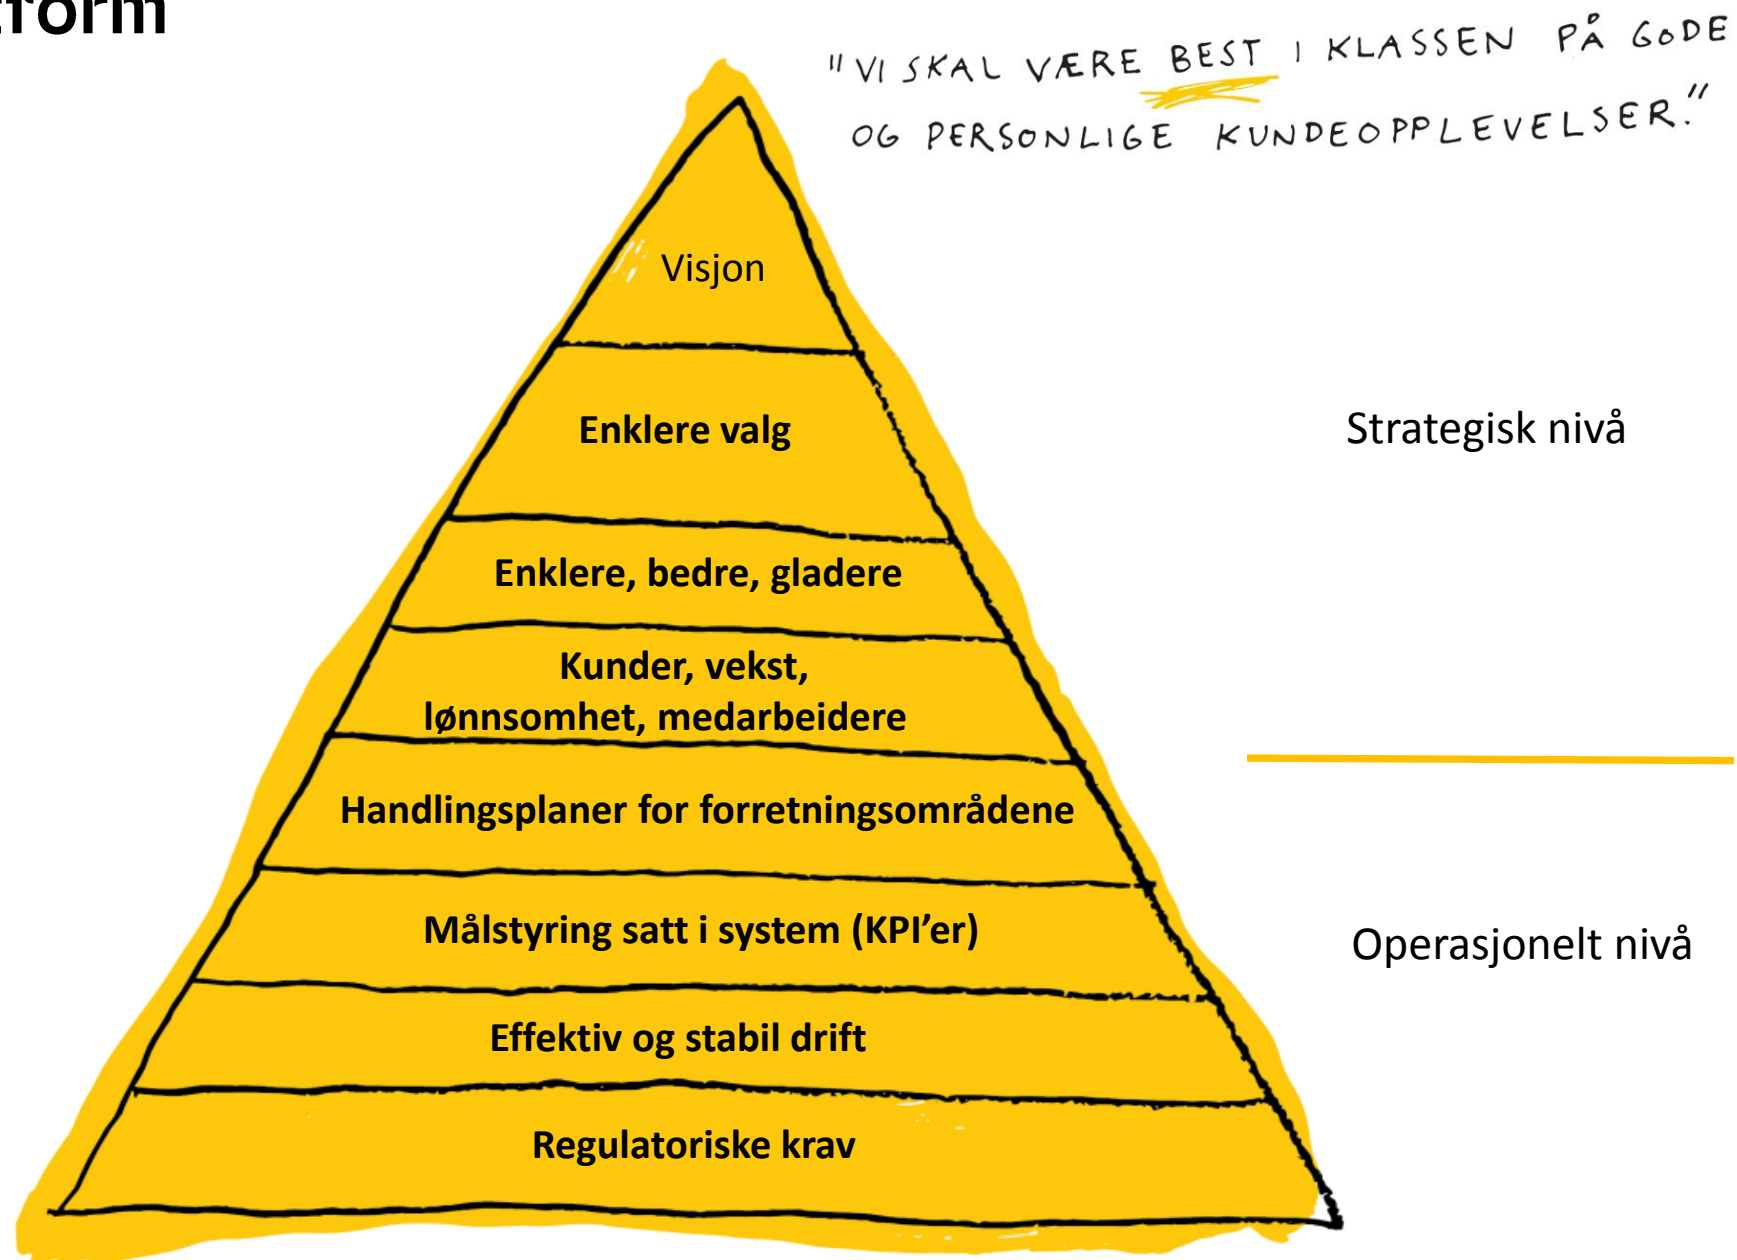 "VI SKAL VÆRE BEST I KLASSEN PÅ GODE
OG PERSONLIGE KUNDEOPPLEVELSER."
Visjon
Enklere valg
Strategisk nivå
Enklere, bedre, gladere
Kunder, vekst,
lønnsomhet, medarbeidere
Handlingsplaner for forretningsområdene
Målstyring satt i system (KPI’er)
Operasjonelt nivå
Effektiv og stabil drift
Regulatoriske krav